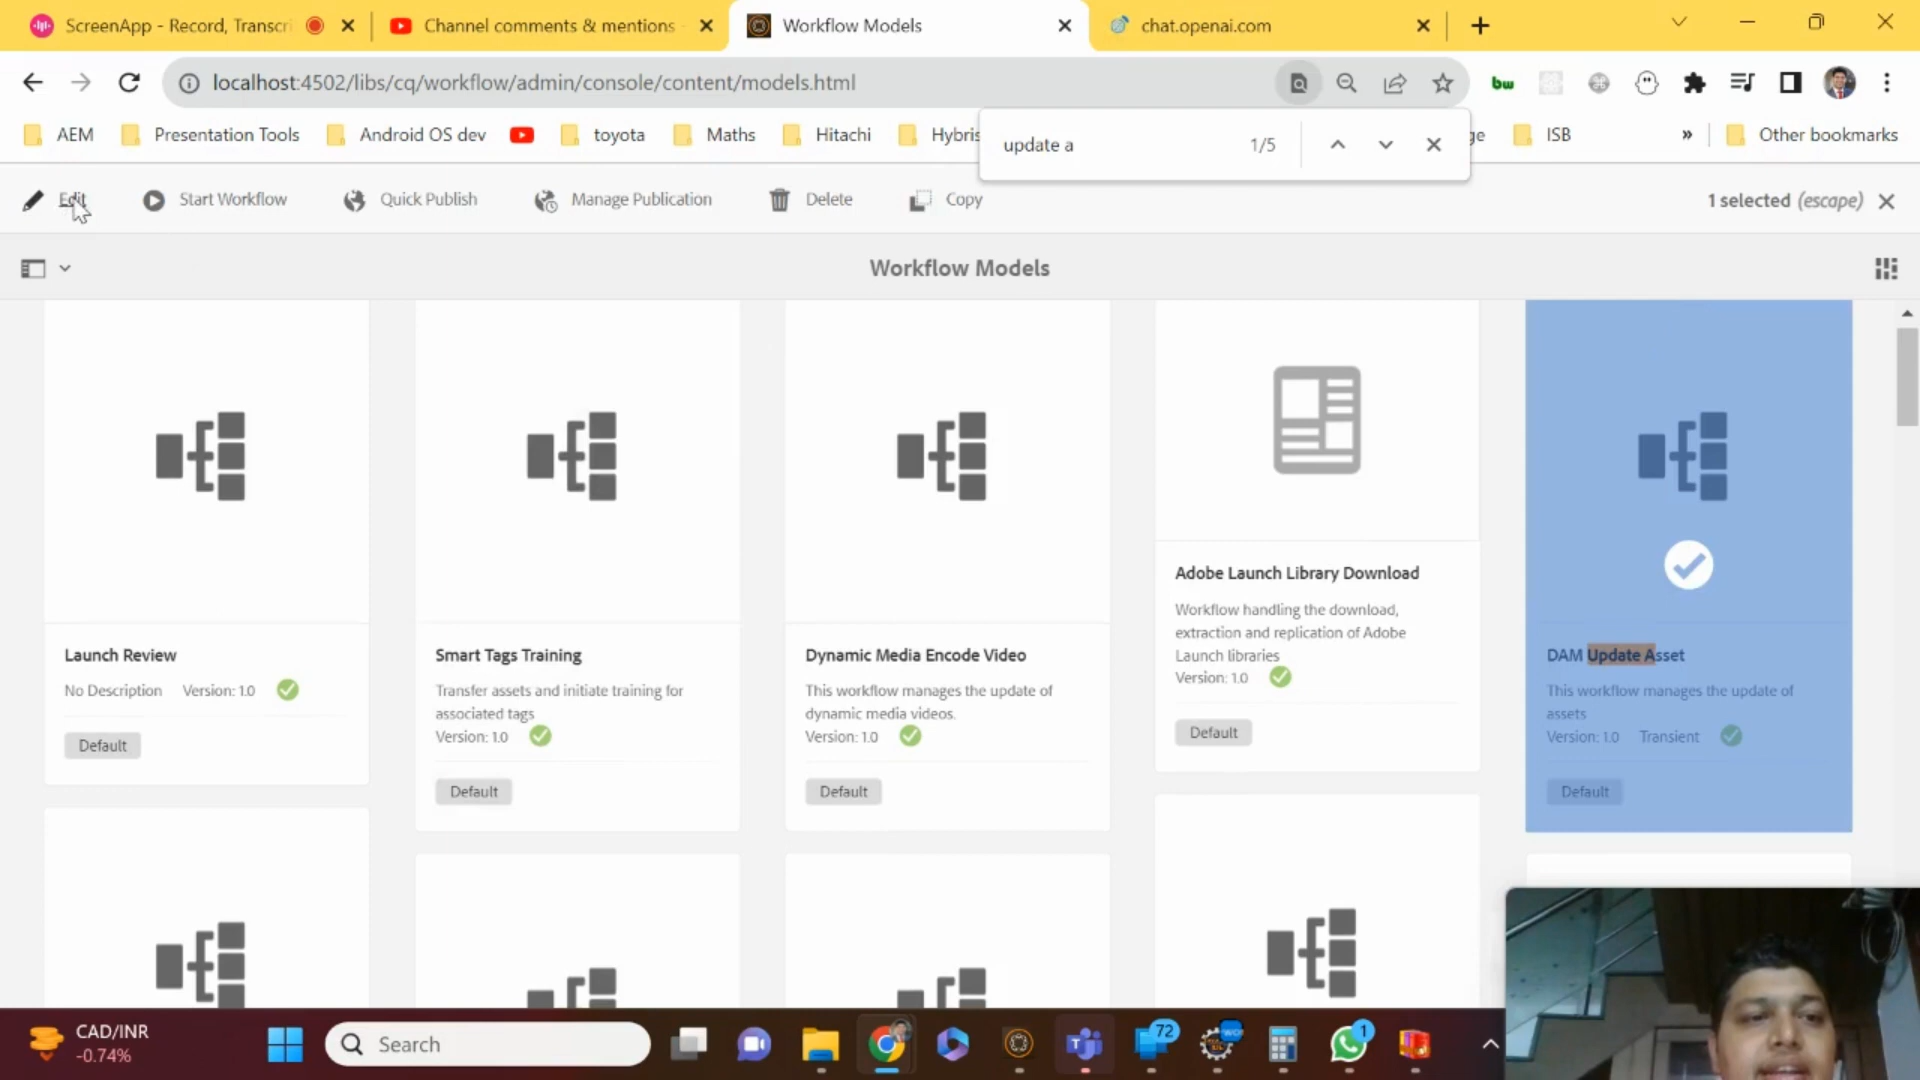 ScreenApp - Record, Transcri
Channel comments & mentions
Workflow Models
chat.openai.com
localhost:4502/libs/cq/workflow/admin/console/content/models.html
bw
AEM
Presentation Tools
Android OS dev
toyota
Maths
Hitachi
Hybris
ge
ISB
»
Other bookmarks
update a
1/5
Edit
Start Workflow
Quick Publish
Manage Publication
Delete
Copy
1 selected (escape)
Workflow Models
Launch Review
No Description Version: 1.0
Default
Smart Tags Training
Transfer assets and initiate training for
associated tags
Version: 1.0
Default
Dynamic Media Encode Video
This workflow manages the update of
dynamic media videos.
Version: 1.0
Default
Adobe Launch Library Download
Workflow handling the download,
extraction and replication of Adobe
Launch libraries
Version: 1.0
Default
DAM Update Asset
This workflow manages the update of
assets
Version: 1.0 Transient
Default
CAD/INR
-0.74%
Search
72
1